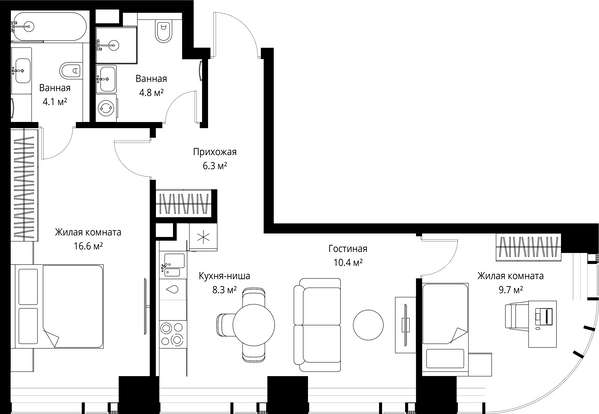 Ванная
4.1 м²
Ванная
4.8 м²
Прихожая
6.3 м²
Жилая комната
16.6 м²
Кухня-ниша
8.3 м²
Гостиная
10.4 м²
Жилая комната
9.7 м²